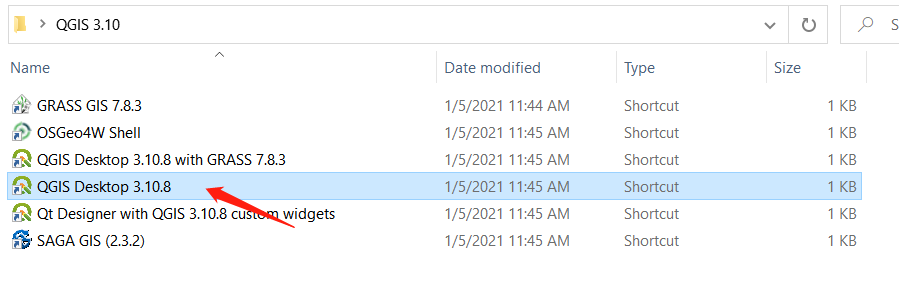 QGIS 3.10
S
Name Date modified Type Size
GRASS GIS 7.8.3 1/5/2021 11:44 AM Shortcut 1 KB
OSGeo4W Shell 1/5/2021 11:45 AM Shortcut 1 KB
QGIS Desktop 3.10.8 with GRASS 7.8.3 1/5/2021 11:45 AM Shortcut 1 KB
QGIS Desktop 3.10.8 1/5/2021 11:45 AM Shortcut 1 KB
Qt Designer with QGIS 3.10.8 custom widgets 1/5/2021 11:45 AM Shortcut 1 KB
SAGA GIS (2.3.2) 1/5/2021 11:45 AM Shortcut 1 KB